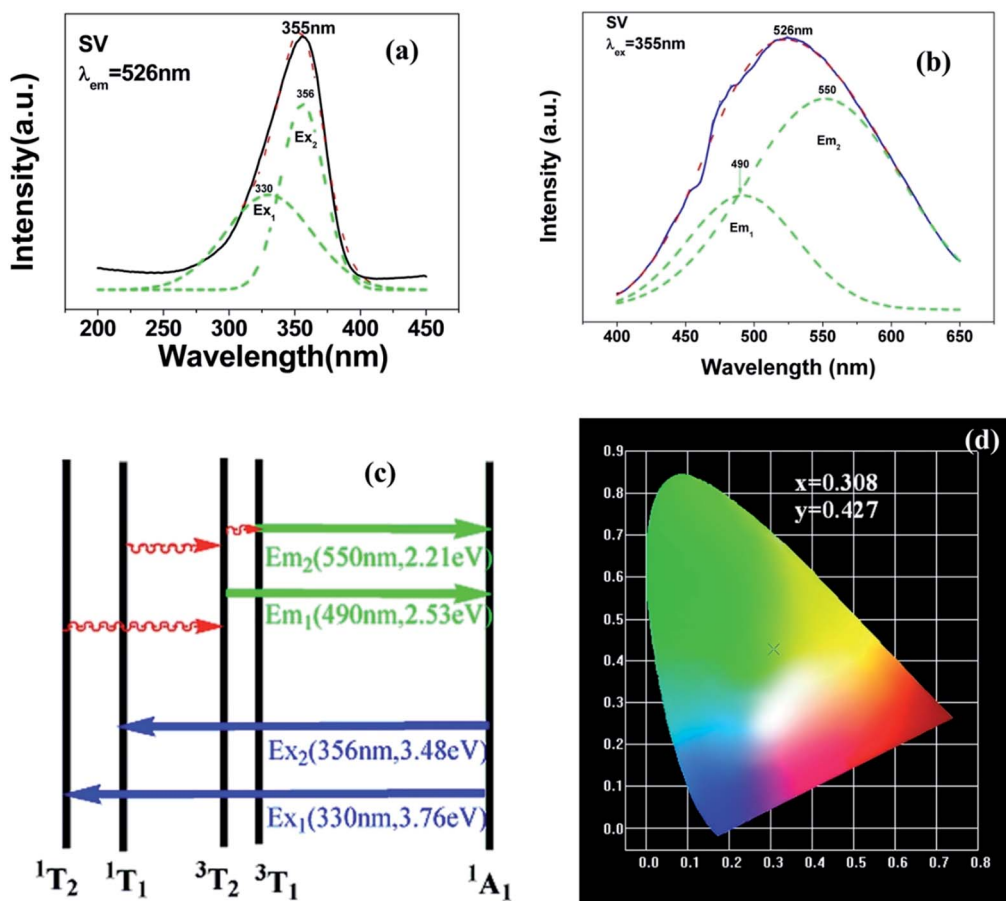 SV
λem=526nm
355nm
(a)
356
Ex2
330
Ex1
Intensity(a.u.)
200 250 300 350 400 450
Wavelength(nm)
SV
λex=355nm
526nm
(b)
550
Em2
490
Em1
Intensity (a.u.)
400 450 500 550 600 650
Wavelength (nm)
(c)
Em2(550nm,2.21eV)
Em1(490nm,2.53eV)
Ex2(356nm,3.48eV)
Ex1(330nm,3.76eV)
1T2 1T1 3T2 3T1 1A1
(d)
x=0.308
y=0.427
0.9
0.8
0.7
0.6
0.5
0.4
0.3
0.2
0.1
0.0
0.0 0.1 0.2 0.3 0.4 0.5 0.6 0.7 0.8